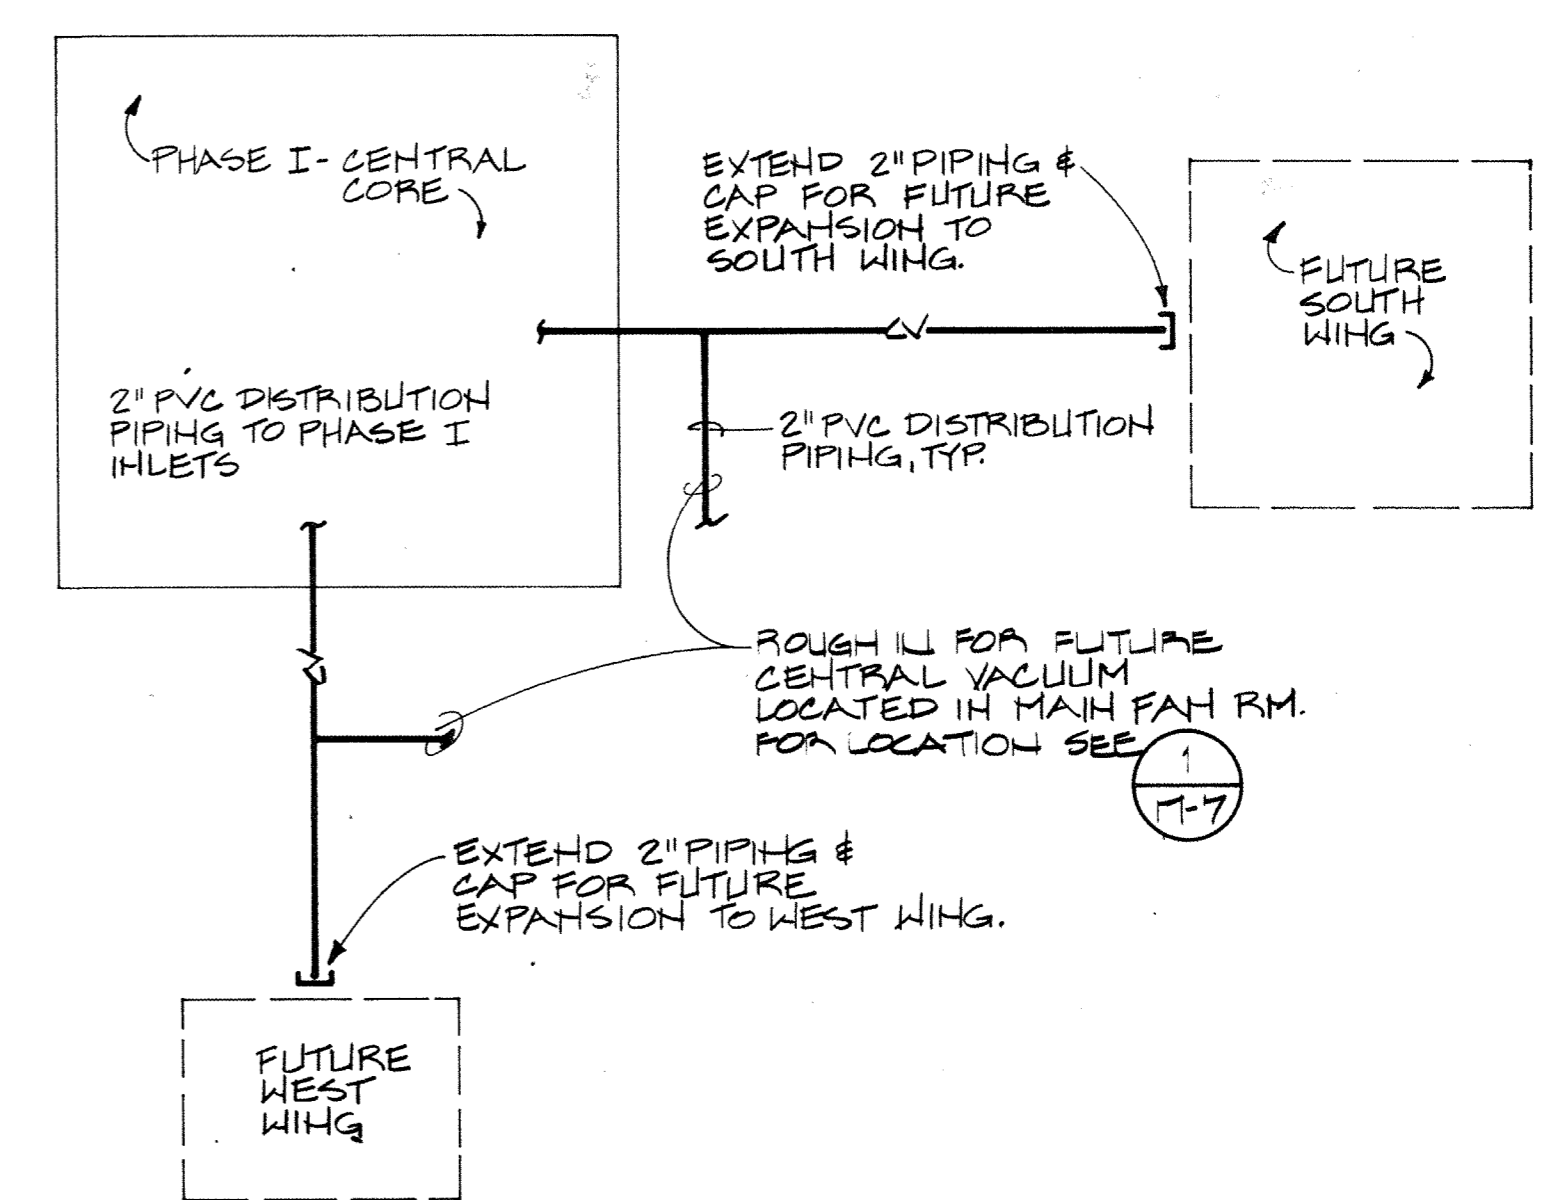 PHASE I - CENTRAL
CORE
EXTEND 2" PIPING &
CAP FOR FUTURE
EXPANSION TO
SOUTH WING.
FUTURE
SOUTH
WING
CV
2" PVC DISTRIBUTION
PIPING TO PHASE I
INLETS
2" PVC DISTRIBUTION
PIPING, TYP.
CV
ROUGH IN FOR FUTURE
CENTRAL VACUUM
LOCATED IN MAIN FAN RM.
FOR LOCATION SEE
1
M-7
EXTEND 2" PIPING &
CAP FOR FUTURE
EXPANSION TO WEST WING.
FUTURE
WEST
WING